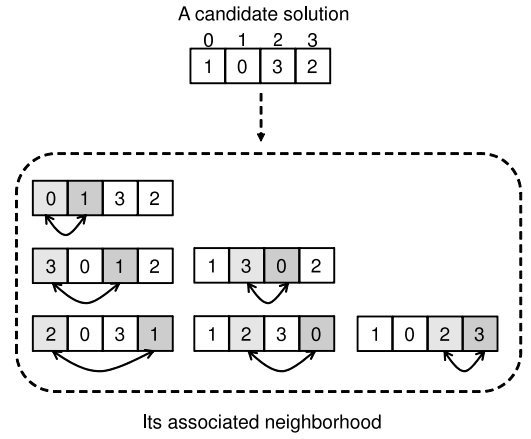 A candidate solution
0 1 2 3
1 0 3 2
0 1 3 2
3 0 1 2 1 3 0 2
2 0 3 1 1 2 3 0 1 0 2 3
Its associated neighborhood